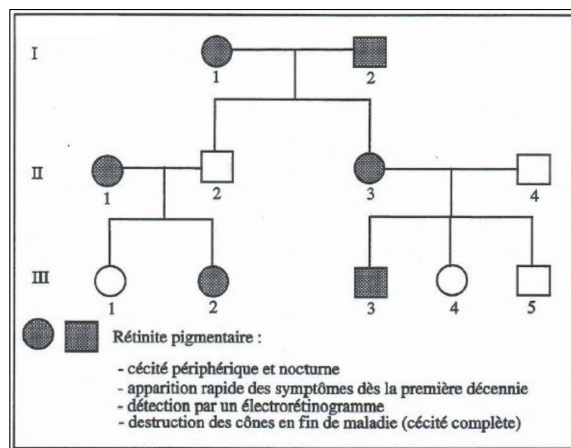 I
1 2
II
1 2 3 4
III
1 2 3 4 5
Rétinite pigmentaire :
- cécité périphérique et nocturne
- apparition rapide des symptômes dès la première décennie
- détection par un électrorétinogramme
- destruction des cônes en fin de maladie (cécité complète)